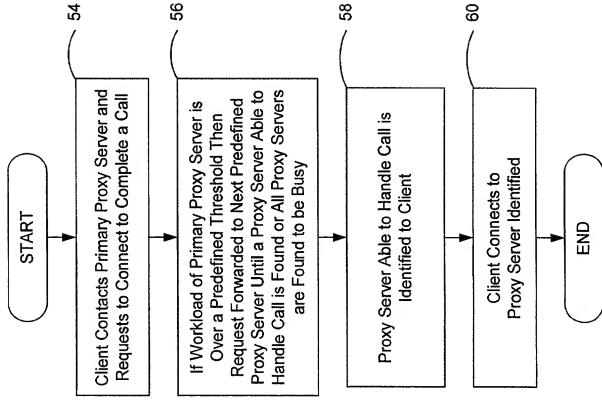 START
54
Client Contacts Primary Proxy Server and
Requests to Connect to Complete a Call
56
If Workload of Primary Proxy Server is
Over a Predefined Threshold Then
Request Forwarded to Next Predefined
Proxy Server Until a Proxy Server Able to
Handle Call is Found or All Proxy Servers
are Found to be Busy
58
Proxy Server Able to Handle Call is
Identified to Client
60
Client Connects to
Proxy Server Identified
END